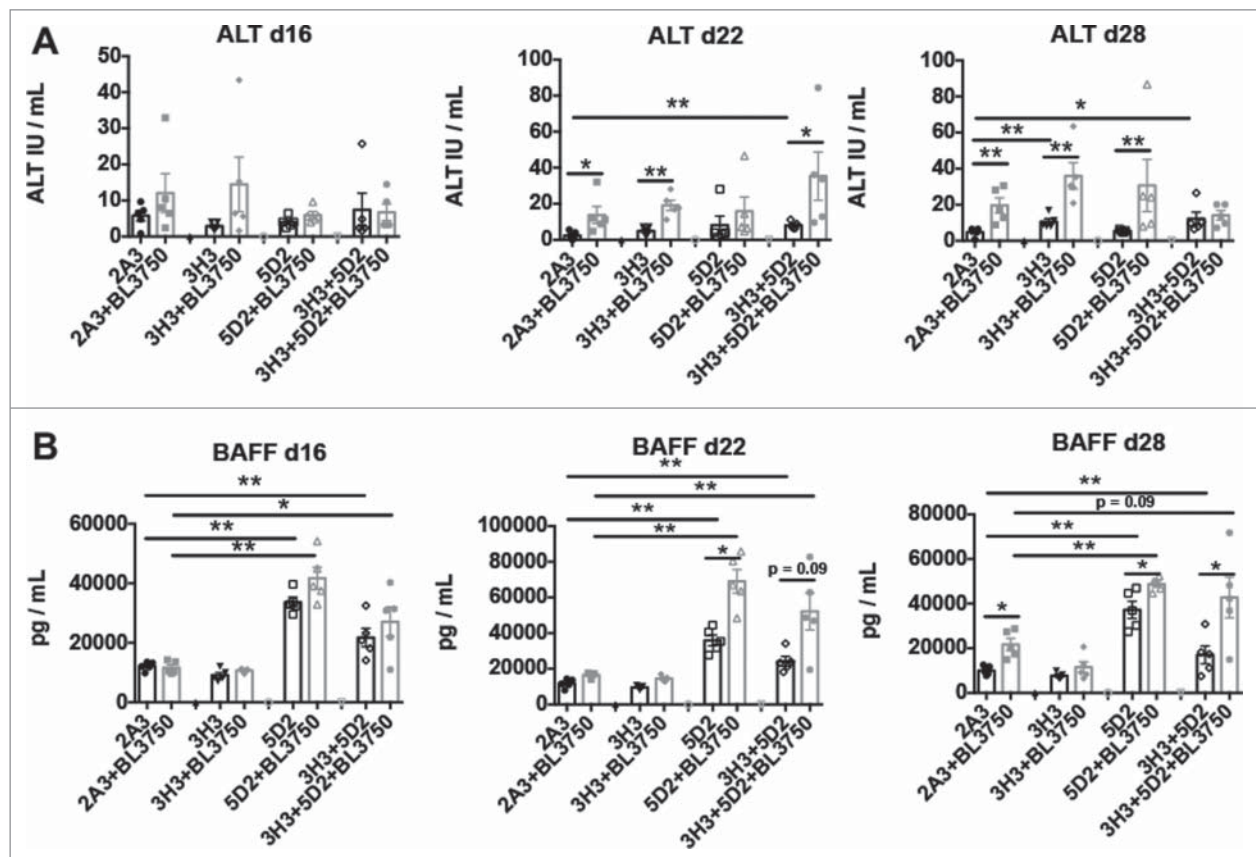 A
ALT d16
ALT IU / mL
50
40
30
20
10
0
2A3
2A3+BL3750
3H3
3H3+BL3750
5D2
5D2+BL3750
3H3+5D2
3H3+5D2+BL3750
ALT d22
ALT IU / mL
100
80
60
40
20
0
**
*
**
*
2A3
2A3+BL3750
3H3
3H3+BL3750
5D2
5D2+BL3750
3H3+5D2
3H3+5D2+BL3750
ALT d28
ALT IU / mL
100
80
60
40
20
0
*
**
**
**
**
2A3
2A3+BL3750
3H3
3H3+BL3750
5D2
5D2+BL3750
3H3+5D2
3H3+5D2+BL3750
B
BAFF d16
pg / mL
60000
40000
20000
0
**
*
**
**
2A3
2A3+BL3750
3H3
3H3+BL3750
5D2
5D2+BL3750
3H3+5D2
3H3+5D2+BL3750
BAFF d22
pg / mL
100000
80000
60000
40000
20000
0
**
**
**
**
*
p = 0.09
2A3
2A3+BL3750
3H3
3H3+BL3750
5D2
5D2+BL3750
3H3+5D2
3H3+5D2+BL3750
BAFF d28
pg / mL
80000
60000
40000
20000
0
**
p = 0.09
**
**
*
*
*
2A3
2A3+BL3750
3H3
3H3+BL3750
5D2
5D2+BL3750
3H3+5D2
3H3+5D2+BL3750